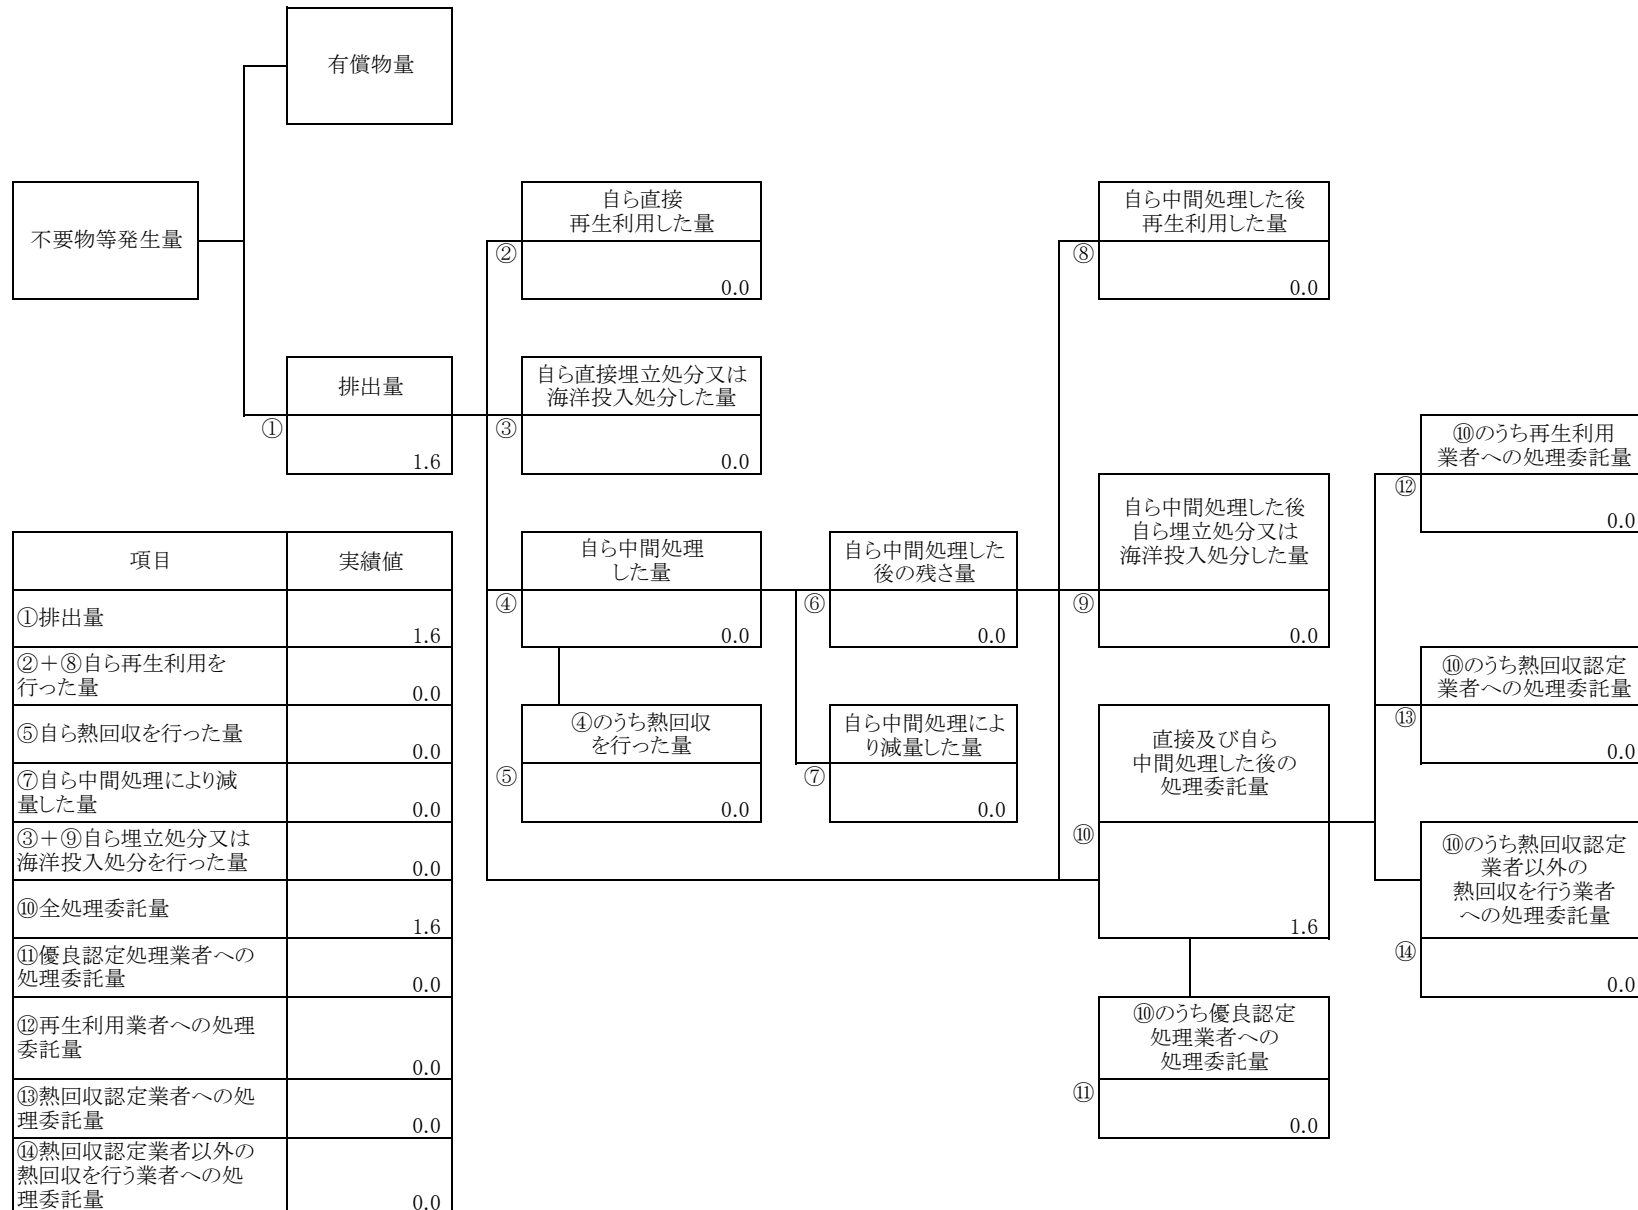 有償物量
不要物等発生量
排出量
①
1.6
自ら直接
再生利用した量
②
0.0
自ら直接埋立処分又は
海洋投入処分した量
③
0.0
自ら中間処理
した量
④
0.0
④のうち熱回収
を行った量
⑤
0.0
自ら中間処理した
後の残さ量
⑥
0.0
自ら中間処理によ
り減量した量
⑦
0.0
自ら中間処理した後
再生利用した量
⑧
0.0
自ら中間処理した後
自ら埋立処分又は
海洋投入処分した量
⑨
0.0
直接及び自ら
中間処理した後の
処理委託量
⑩
1.6
⑩のうち優良認定
処理業者への
処理委託量
⑪
0.0
⑩のうち再生利用
業者への処理委託量
⑫
0.0
⑩のうち熱回収認定
業者への処理委託量
⑬
0.0
⑩のうち熱回収認定
業者以外の
熱回収を行う業者
への処理委託量
⑭
0.0
項目 実績値
①排出量
1.6
②+⑧自ら再生利用を
行った量
0.0
⑤自ら熱回収を行った量
0.0
⑦自ら中間処理により減
量した量
0.0
③+⑨自ら埋立処分又は
海洋投入処分を行った量
0.0
⑩全処理委託量
1.6
⑪優良認定処理業者への
処理委託量
0.0
⑫再生利用業者への処理
委託量
0.0
⑬熱回収認定業者への処
理委託量
0.0
⑭熱回収認定業者以外の
熱回収を行う業者への処
理委託量
0.0